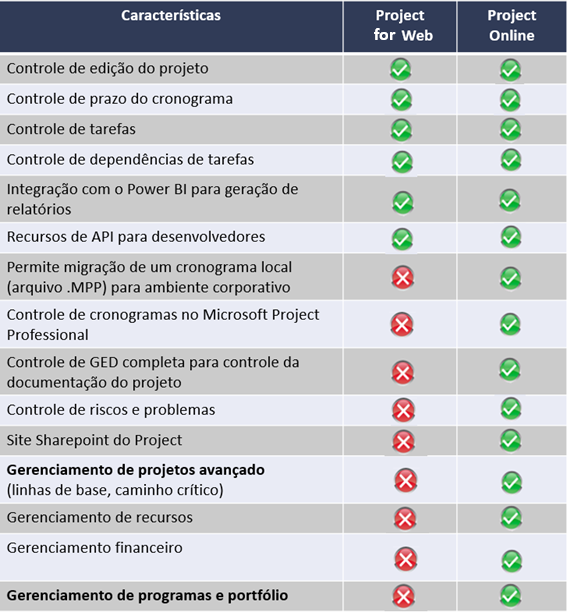 Características
Project
for Web
Project
Online
Controle de edição do projeto
Controle de prazo do cronograma
Controle de tarefas
Controle de dependências de tarefas
Integração com o Power BI para geração de
relatórios
Recursos de API para desenvolvedores
Permite migração de um cronograma local
(arquivo .MPP) para ambiente corporativo
Controle de cronogramas no Microsoft Project
Professional
Controle de GED completa para controle da
documentação do projeto
Controle de riscos e problemas
Site Sharepoint do Project
Gerenciamento de projetos avançado
(linhas de base, caminho crítico)
Gerenciamento de recursos
Gerenciamento financeiro
Gerenciamento de programas e portfólio